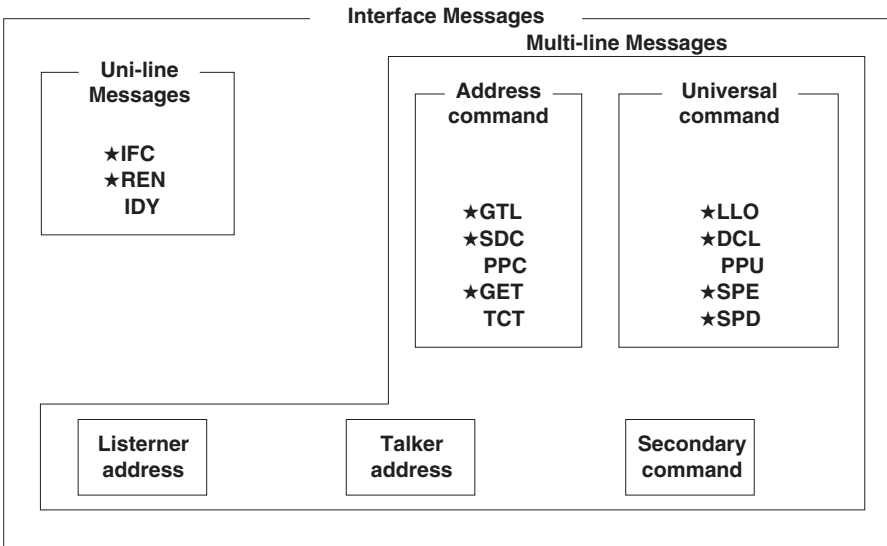 Interface Messages
Multi-line Messages
Uni-line
Messages
★IFC
★REN
IDY
Address
command
★GTL
★SDC
PPC
★GET
TCT
Universal
command
★LLO
★DCL
PPU
★SPE
★SPD
Listerner
address
Talker
address
Secondary
command